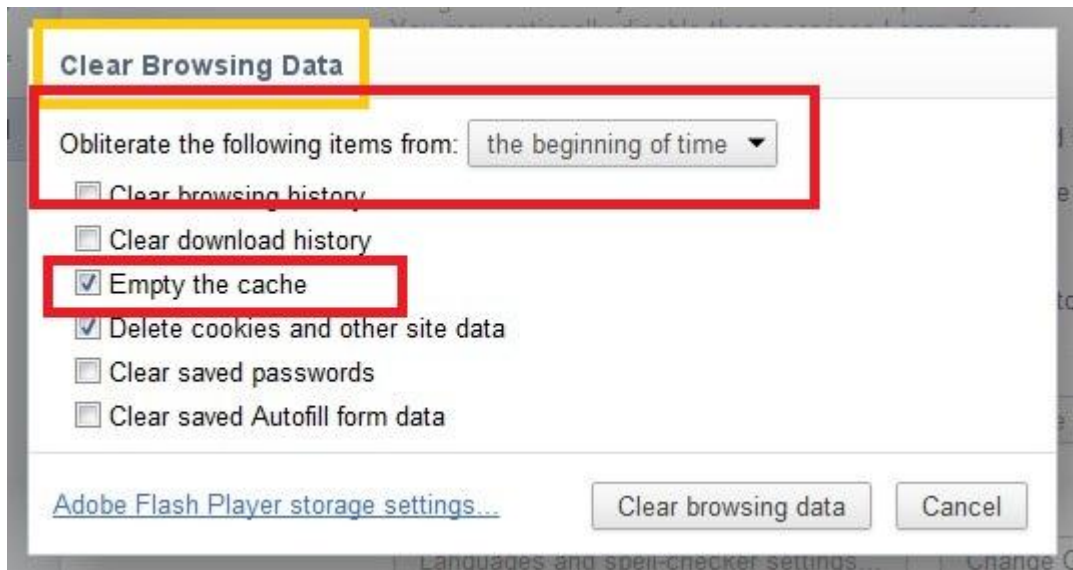 Clear Browsing Data
Obliterate the following items from: the beginning of time
Clear browsing history
Clear download history
Empty the cache
Delete cookies and other site data
Clear saved passwords
Clear saved Autofill form data
Adobe Flash Player storage settings... Clear browsing data Cancel
Languages and spell-checker settings... Change